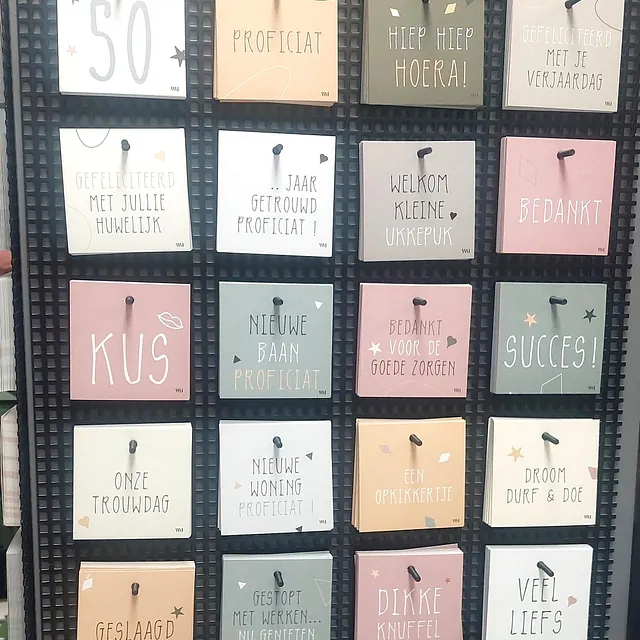 50
PROFICIAT
HIEP HIEP
HOERA!
GEFELICITEERD
MET JE
VERJAARDAG
GEFELICITEERD
MET JULLIE
HUWELIJK
.. JAAR
GETROUWD
PROFICIAT !
WELKOM
KLEINE
UKKEPUK
BEDANKT
KUS
NIEUWE
BAAN
PROFICIAT
BEDANKT
VOOR DE
GOEDE ZORGEN
SUCCES!
ONZE
TROUWDAG
NIEUWE
WONING
PROFICIAT !
EEN
OPKIKKERTJE
DROOM
DURF & DOE
GESLAAGD
GESTOPT
MET WERKEN...
NU GENIETEN
DIKKE
KNUFFEL
VEEL
LIEFS